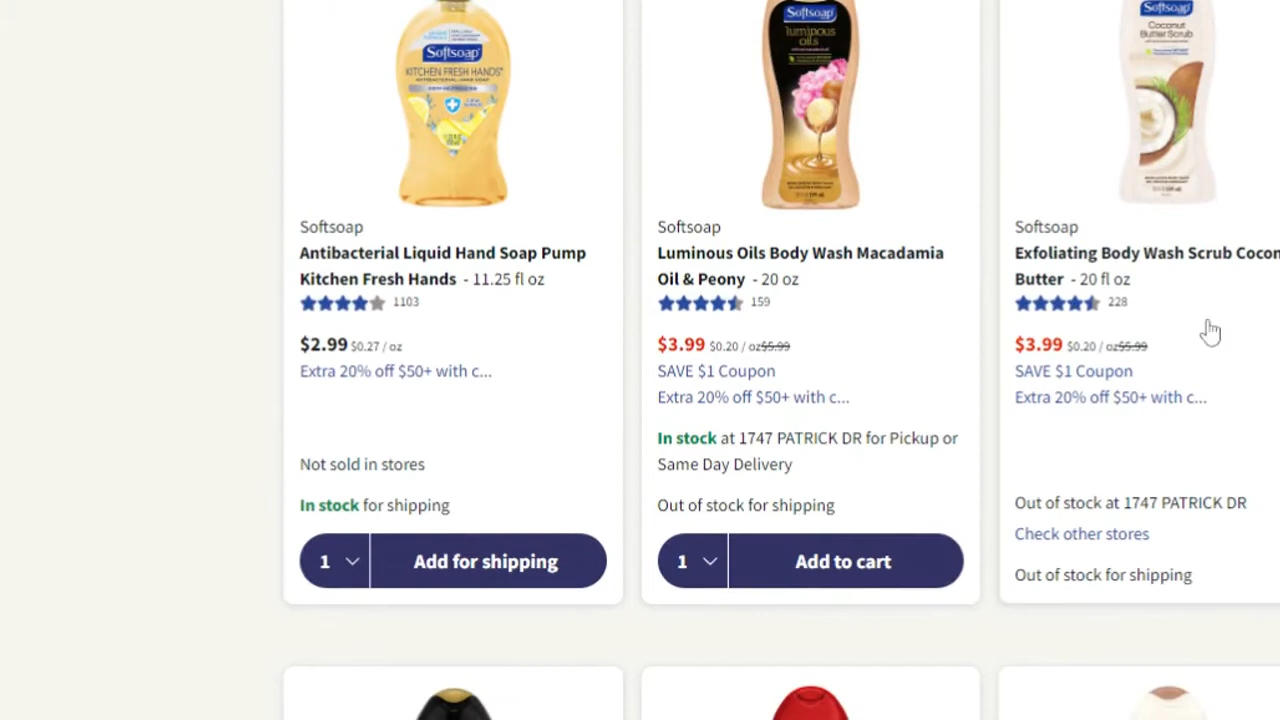 Softsoap
KITCHEN FRESH HANDS
Softsoap
luminous
oils
Softsoap
Coconut
Butter Scrub
Softsoap
Antibacterial Liquid Hand Soap Pump
Kitchen Fresh Hands - 11.25 fl oz
1103
$2.99 $0.27 / oz
Extra 20% off $50+ with c...
Not sold in stores
In stock for shipping
1 Add for shipping
Softsoap
Luminous Oils Body Wash Macadamia
Oil & Peony - 20 oz
159
$3.99 $0.20 / oz$5.99
SAVE $1 Coupon
Extra 20% off $50+ with c...
In stock at 1747 PATRICK DR for Pickup or
Same Day Delivery
Out of stock for shipping
1 Add to cart
Softsoap
Exfoliating Body Wash Scrub Cocon
Butter - 20 fl oz
228
$3.99 $0.20 / oz$5.99
SAVE $1 Coupon
Extra 20% off $50+ with c...
Out of stock at 1747 PATRICK DR
Check other stores
Out of stock for shipping